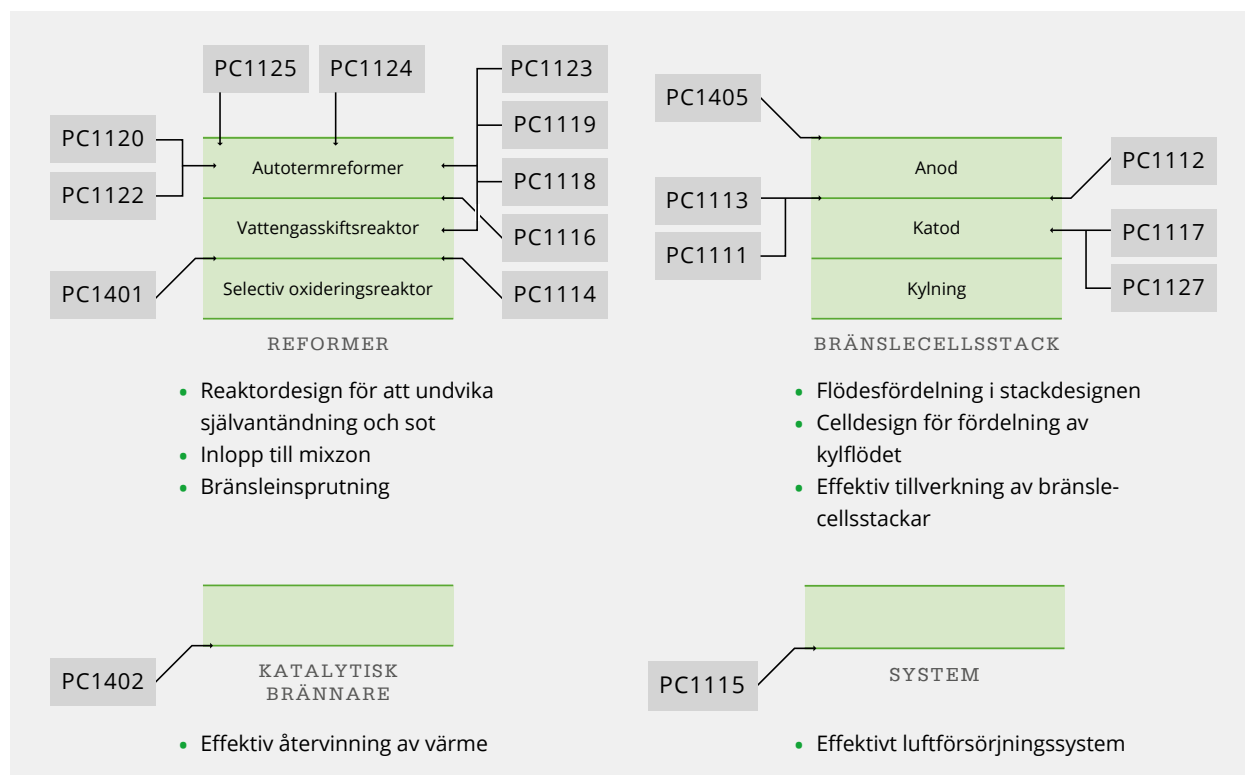 PC1125
PC1124
PC1123
PC1120
PC1119
PC1122
PC1118
PC1116
PC1401
PC1114
Autotermreformer
Vattengasskiftsreaktor
Selectiv oxideringsreaktor
REFORMER
• Reaktordesign för att undvika
självantändning och sot
• Inlopp till mixzon
• Bränsleinsprutning
PC1405
PC1112
PC1113
PC1111
PC1117
PC1127
Anod
Katod
Kylning
BRÄNSLECELLSSTACK
• Flödesfördelning i stackdesignen
• Celldesign för fördelning av
kylflödet
• Effektiv tillverkning av bränsle-
cellsstackar
PC1402
KATALYTISK
BRÄNNARE
• Effektiv återvinning av värme
PC1115
SYSTEM
• Effektivt luftförsörjningssystem